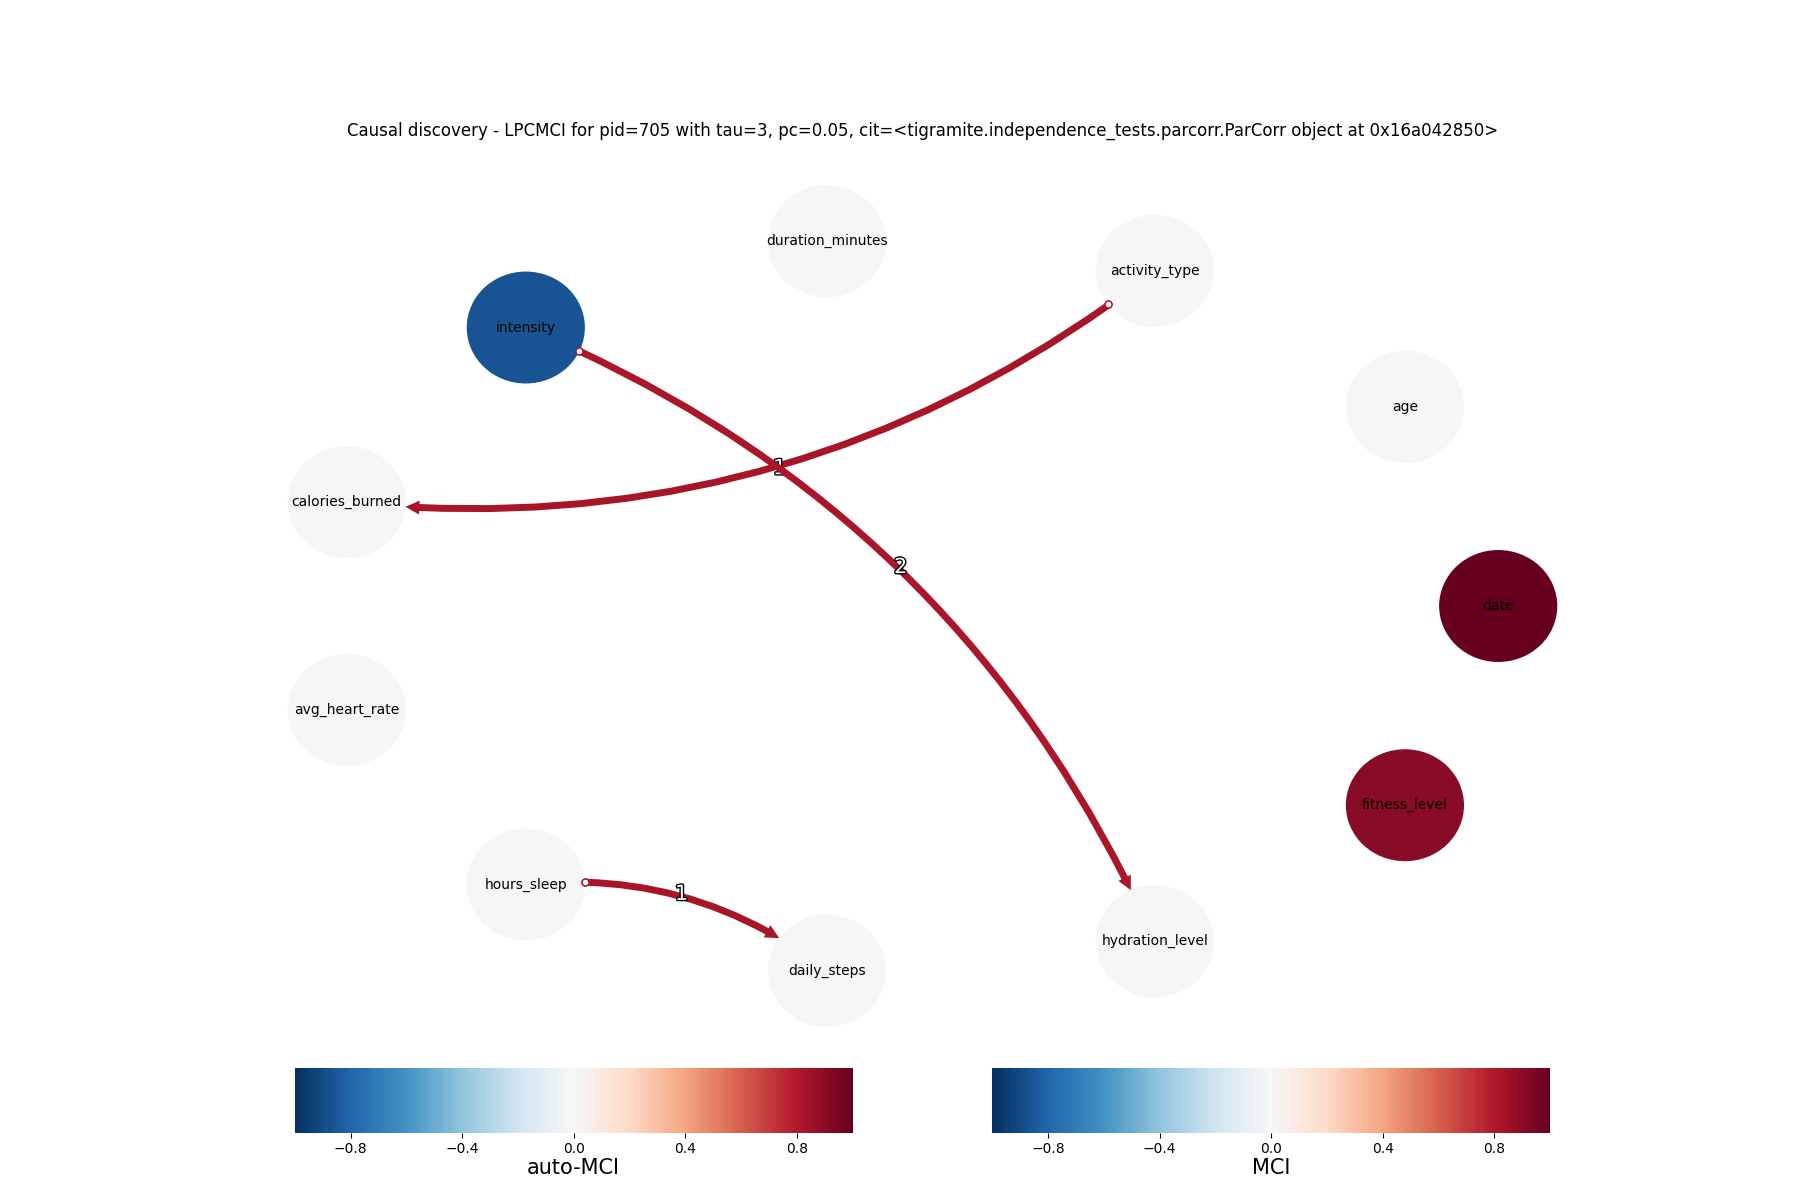 Causal discovery - LPCMCI for pid=705 with tau=3, pc=0.05, cit=<tigramite.independence_tests.parcorr.ParCorr object at 0x16a042850>
duration_minutes
activity_type
intensity
age
1
calories_burned
2
date
avg_heart_rate
fitness_level
hours_sleep
1
hydration_level
daily_steps
−0.8 −0.4 0.0 0.4 0.8
auto-MCI
−0.8 −0.4 0.0 0.4 0.8
MCI